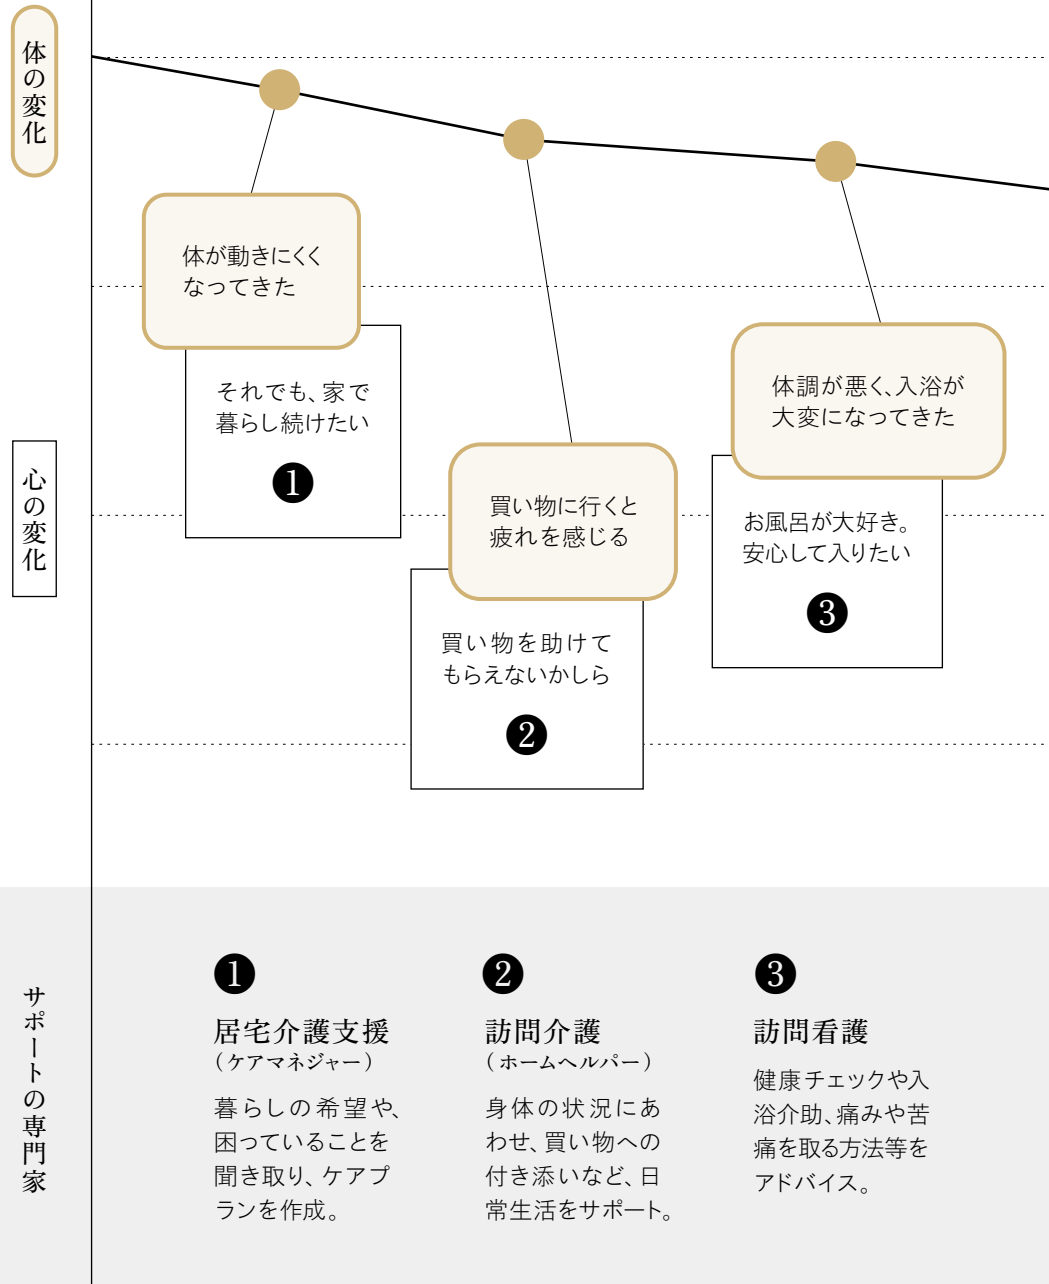 体の変化
体が動きにくく
なってきた
それでも、家で
暮らし続けたい
❶
買い物に行くと
疲れを感じる
買い物を助けて
もらえないかしら
❷
体調が悪く、入浴が
大変になってきた
お風呂が大好き。
安心して入りたい
❸
心の変化
サポートの専門家
❶
居宅介護支援
(ケアマネジャー)
暮らしの希望や、
困っていることを
聞き取り、ケアプ
ランを作成。
❷
訪問介護
(ホームヘルパー)
身体の状況にあ
わせ、買い物への
付き添いなど、日
常生活をサポート。
❸
訪問看護
健康チェックや入
浴介助、痛みや苦
痛を取る方法等を
アドバイス。